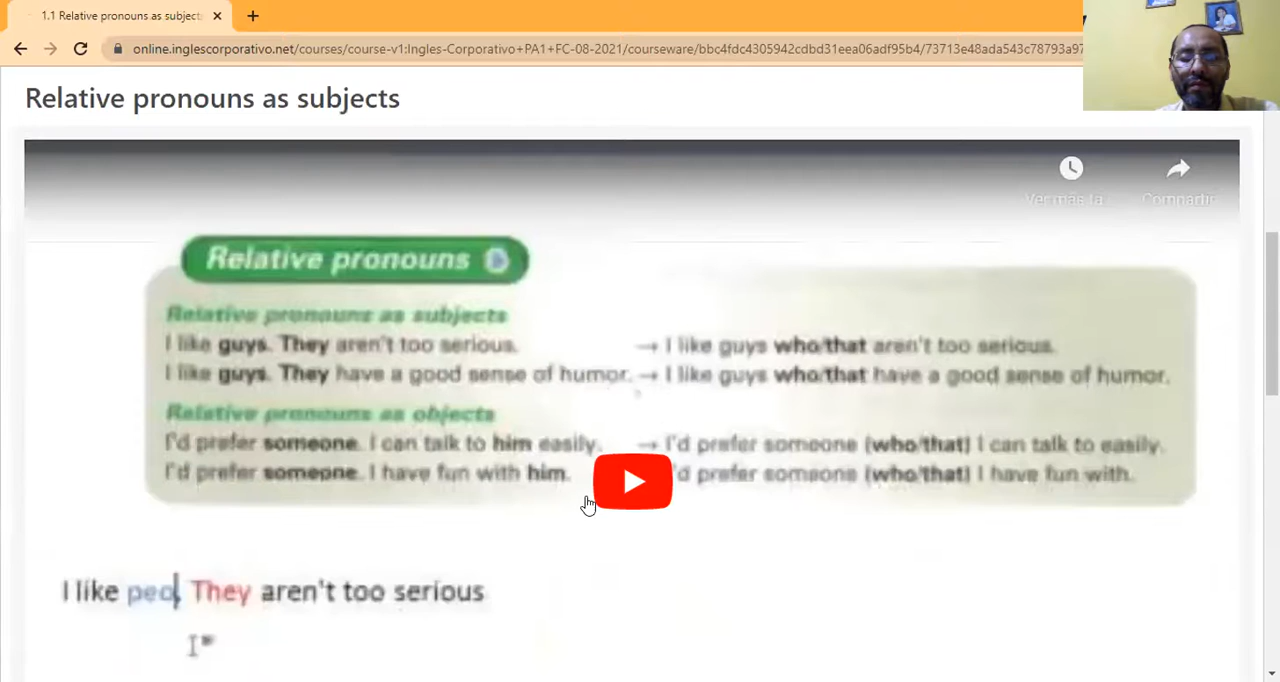 1.1 Relative pronouns as subject
online.inglescorporativo.net/courses/course-v1:Ingles-Corporativo+PA1+FC-08-2021/courseware/bbc4fdc4305942cdbd31eea06adf95b4/73713e48ada543c78793a97
Relative pronouns as subjects
Ver más ta
Compartir
Relative pronouns
Relative pronouns as subjects
I like guys. They aren't too serious. → I like guys who/that aren't too serious.
I like guys. They have a good sense of humor. → I like guys who/that have a good sense of humor.
Relative pronouns as objects
I'd prefer someone. I can talk to him easily. → I'd prefer someone (who/that) I can talk to easily.
I'd prefer someone. I have fun with him. 'd prefer someone (who/that) I have fun with.
I like peo. They aren't too serious